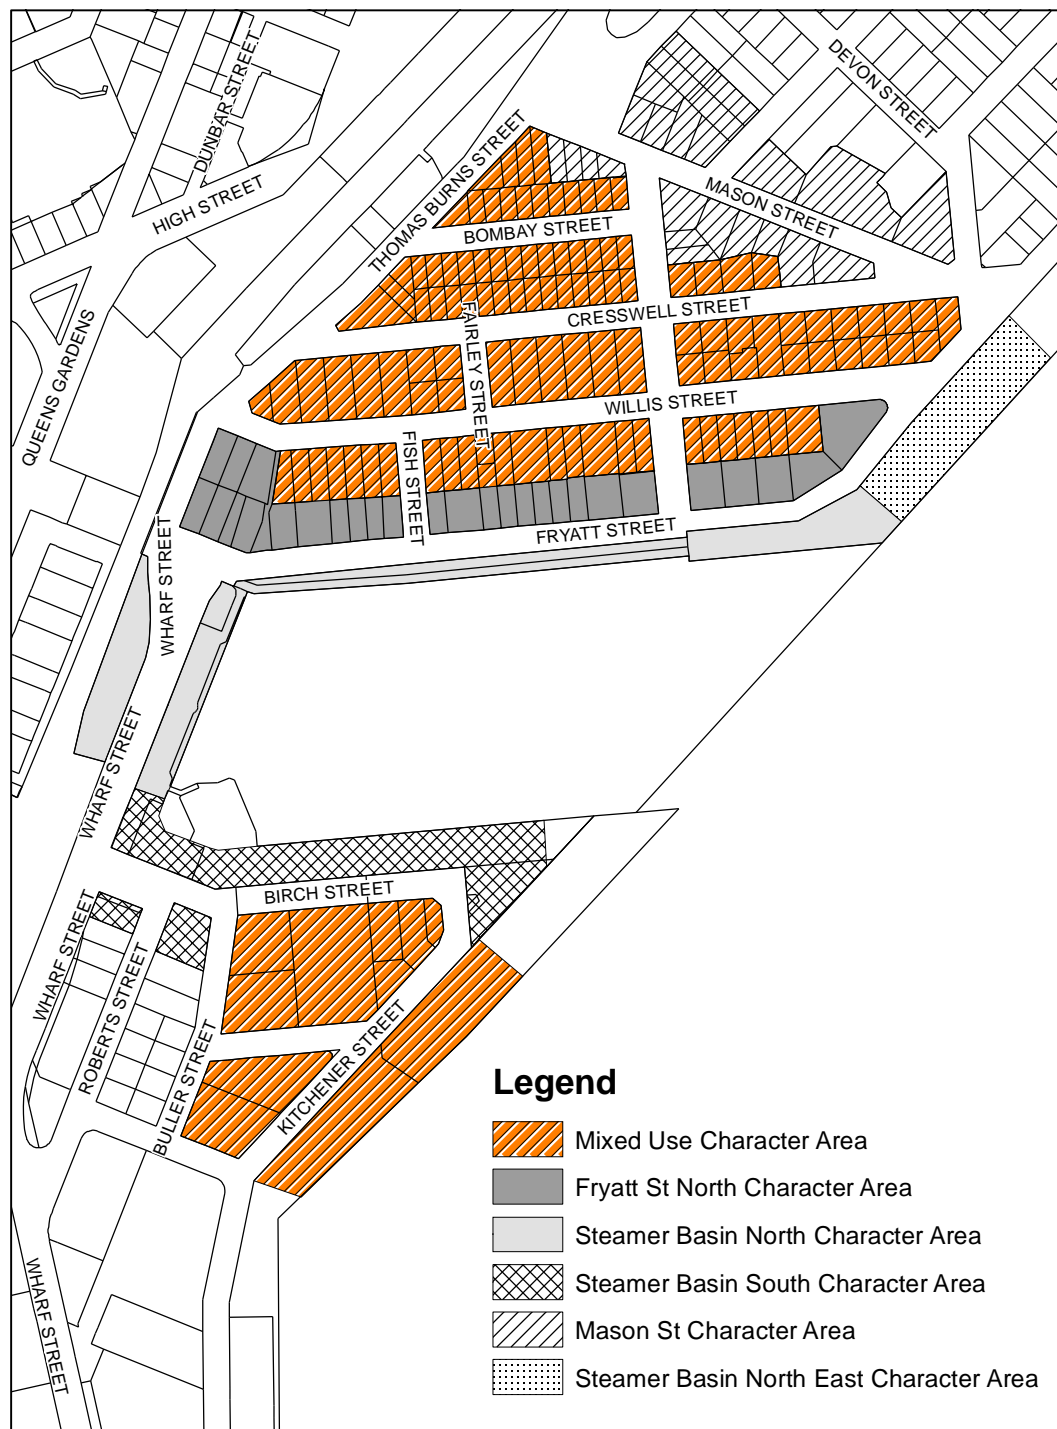 DEVON STREET
DUNBAR STREET
HIGH STREET
THOMAS BURNS STREET
MASON STREET
BOMBAY STREET
CRESSWELL STREET
FAIRLEY STREET
QUEENS GARDENS
WILLIS STREET
FISH STREET
FRYATT STREET
WHARF STREET
WHARF STREET
BIRCH STREET
WHARF STREET
ROBERTS STREET
BULLER STREET
KITCHENER STREET
WHARF STREET
Legend
Mixed Use Character Area
Fryatt St North Character Area
Steamer Basin North Character Area
Steamer Basin South Character Area
Mason St Character Area
Steamer Basin North East Character Area